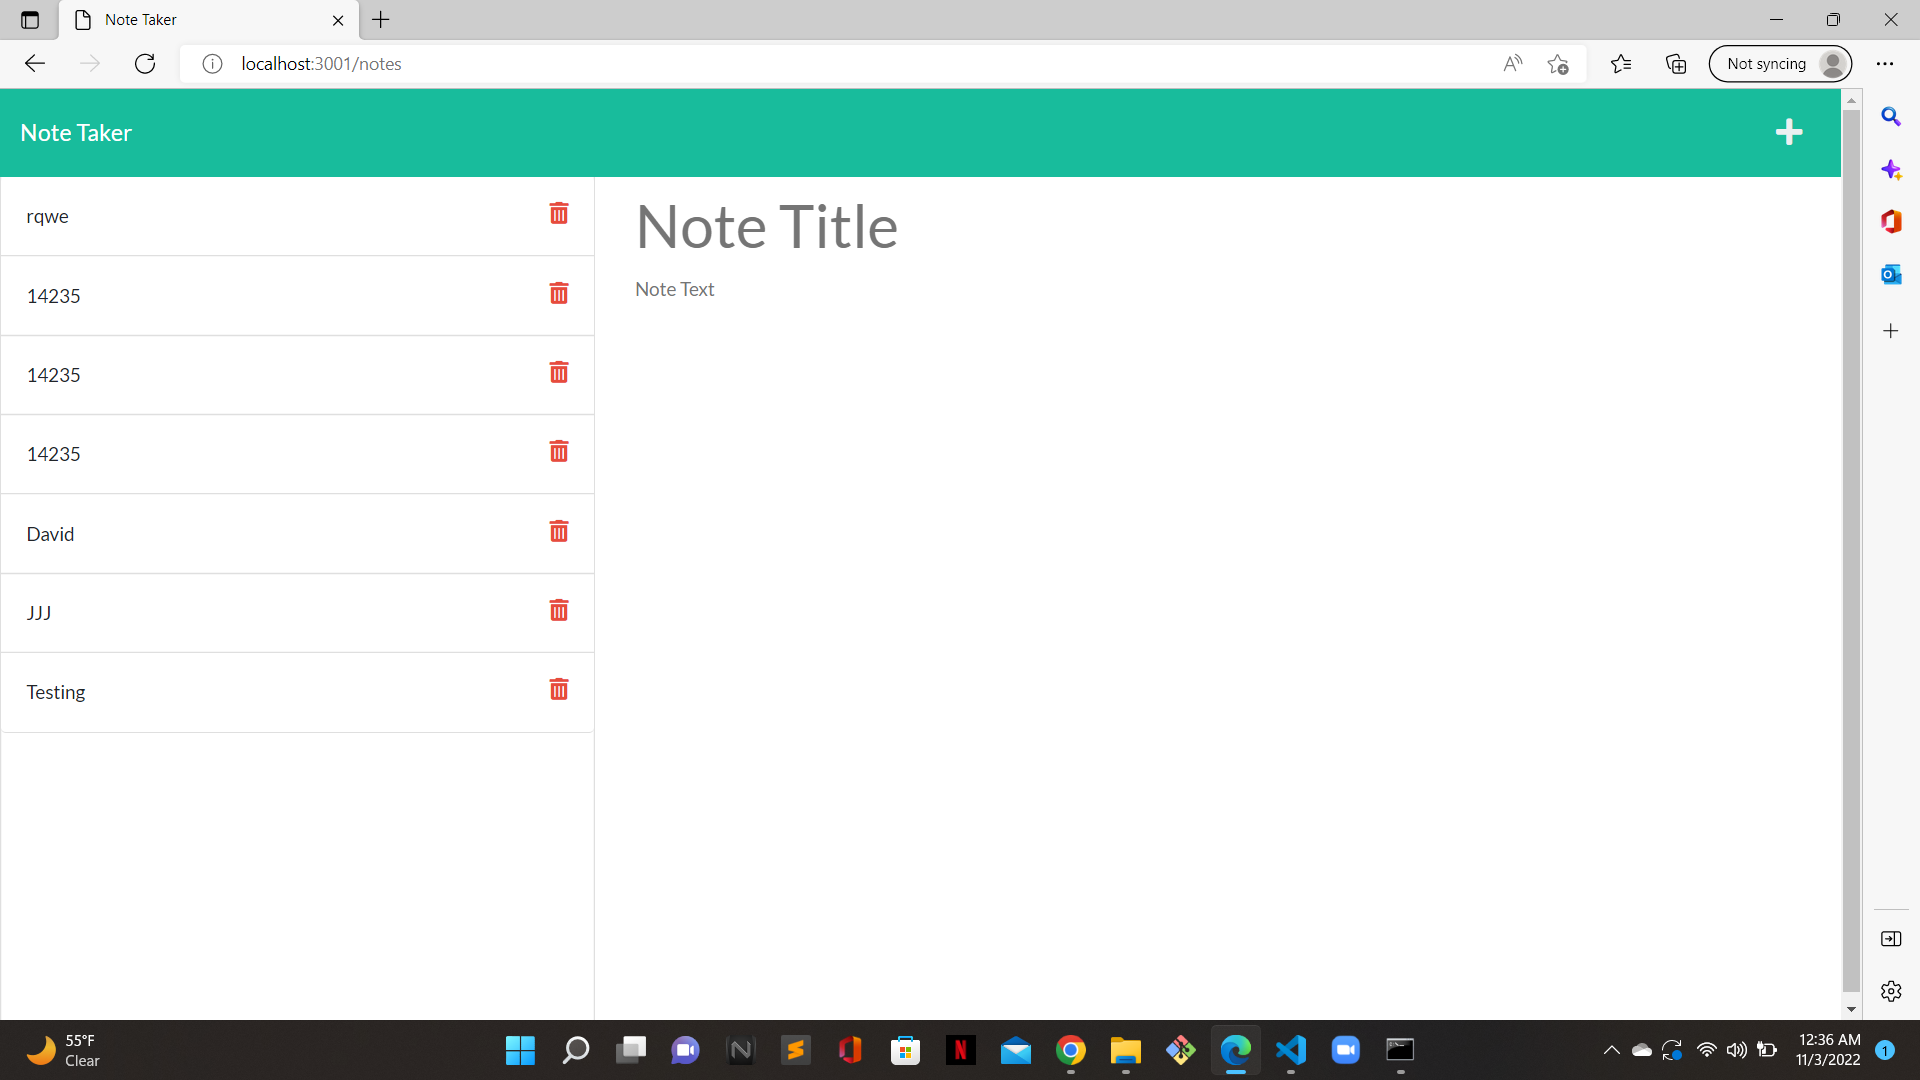 Note Taker
localhost:3001/notes
Not syncing
Note Taker
rqwe
14235
14235
14235
David
JJJ
Testing
Note Title
Note Text
55°F
Clear
12:36 AM
11/3/2022
1